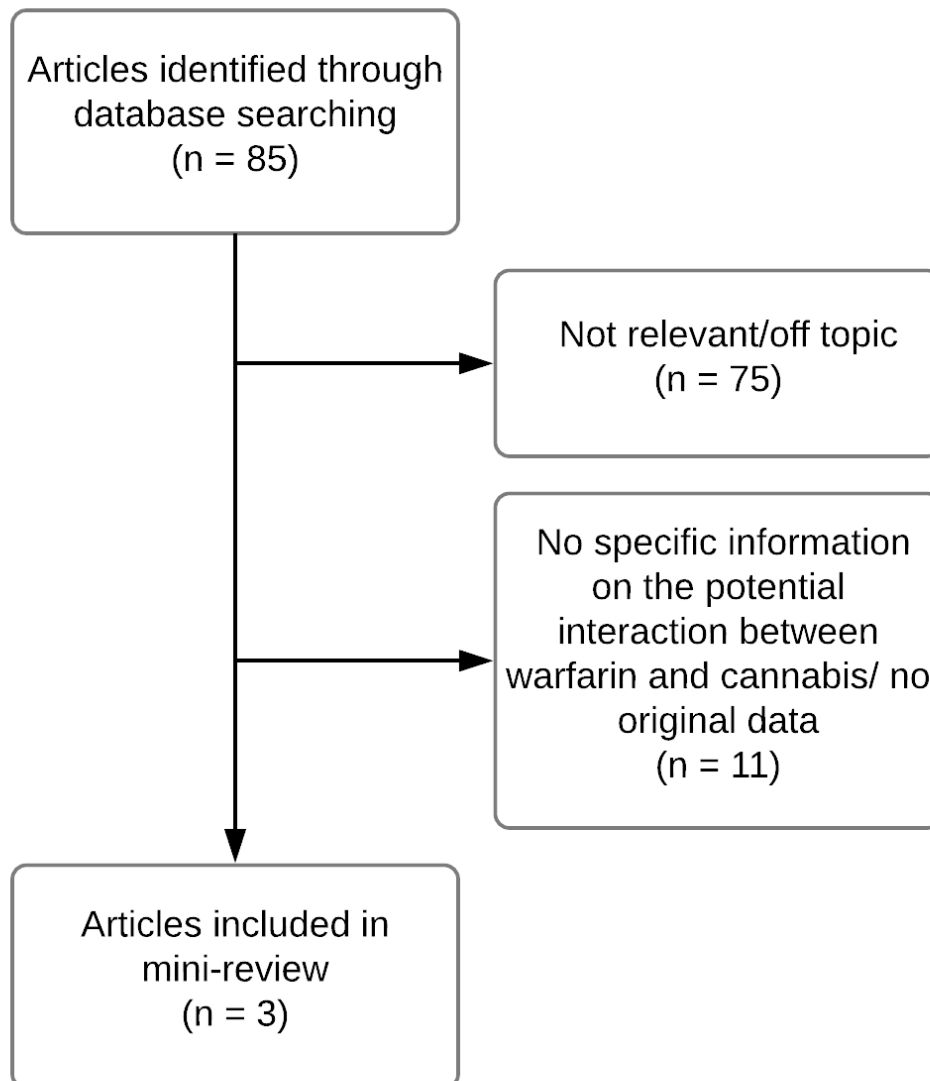 Articles identified through
database searching
(n = 85)
Not relevant/off topic
(n = 75)
No specific information
on the potential
interaction between
warfarin and cannabis/ no
original data
(n = 11)
Articles included in
mini-review
(n = 3)